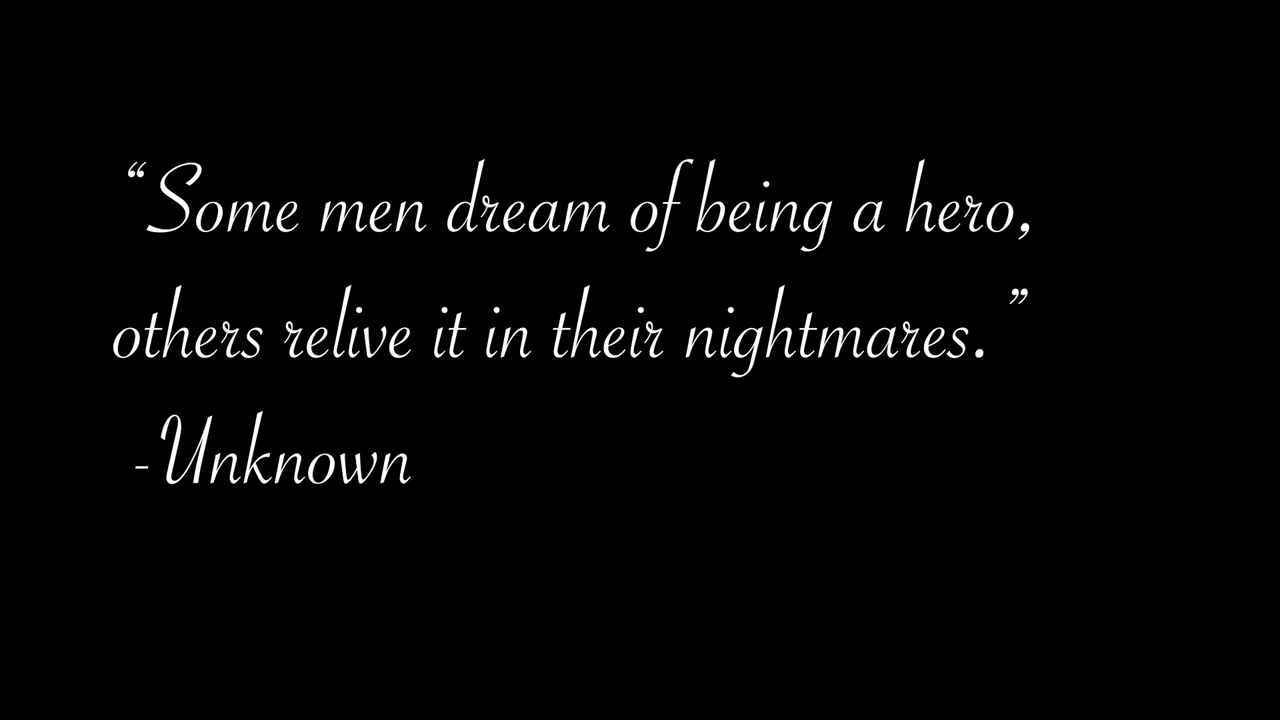 “Some men dream of being a hero,
others relive it in their nightmares.”
-Unknown